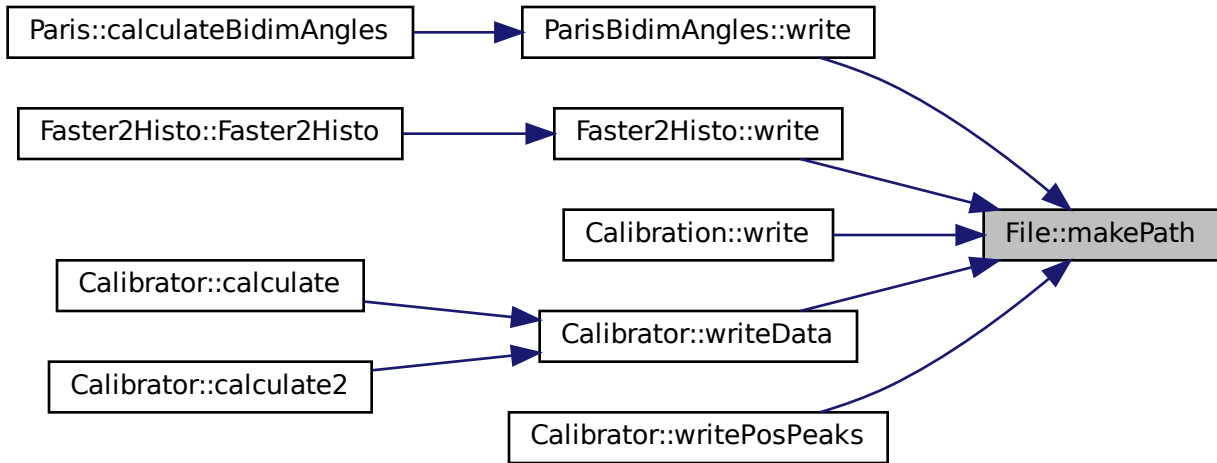 Paris::calculateBidimAngles
ParisBidimAngles::write
Faster2Histo::Faster2Histo
Faster2Histo::write
Calibration::write
File::makePath
Calibrator::calculate
Calibrator::writeData
Calibrator::calculate2
Calibrator::writePosPeaks